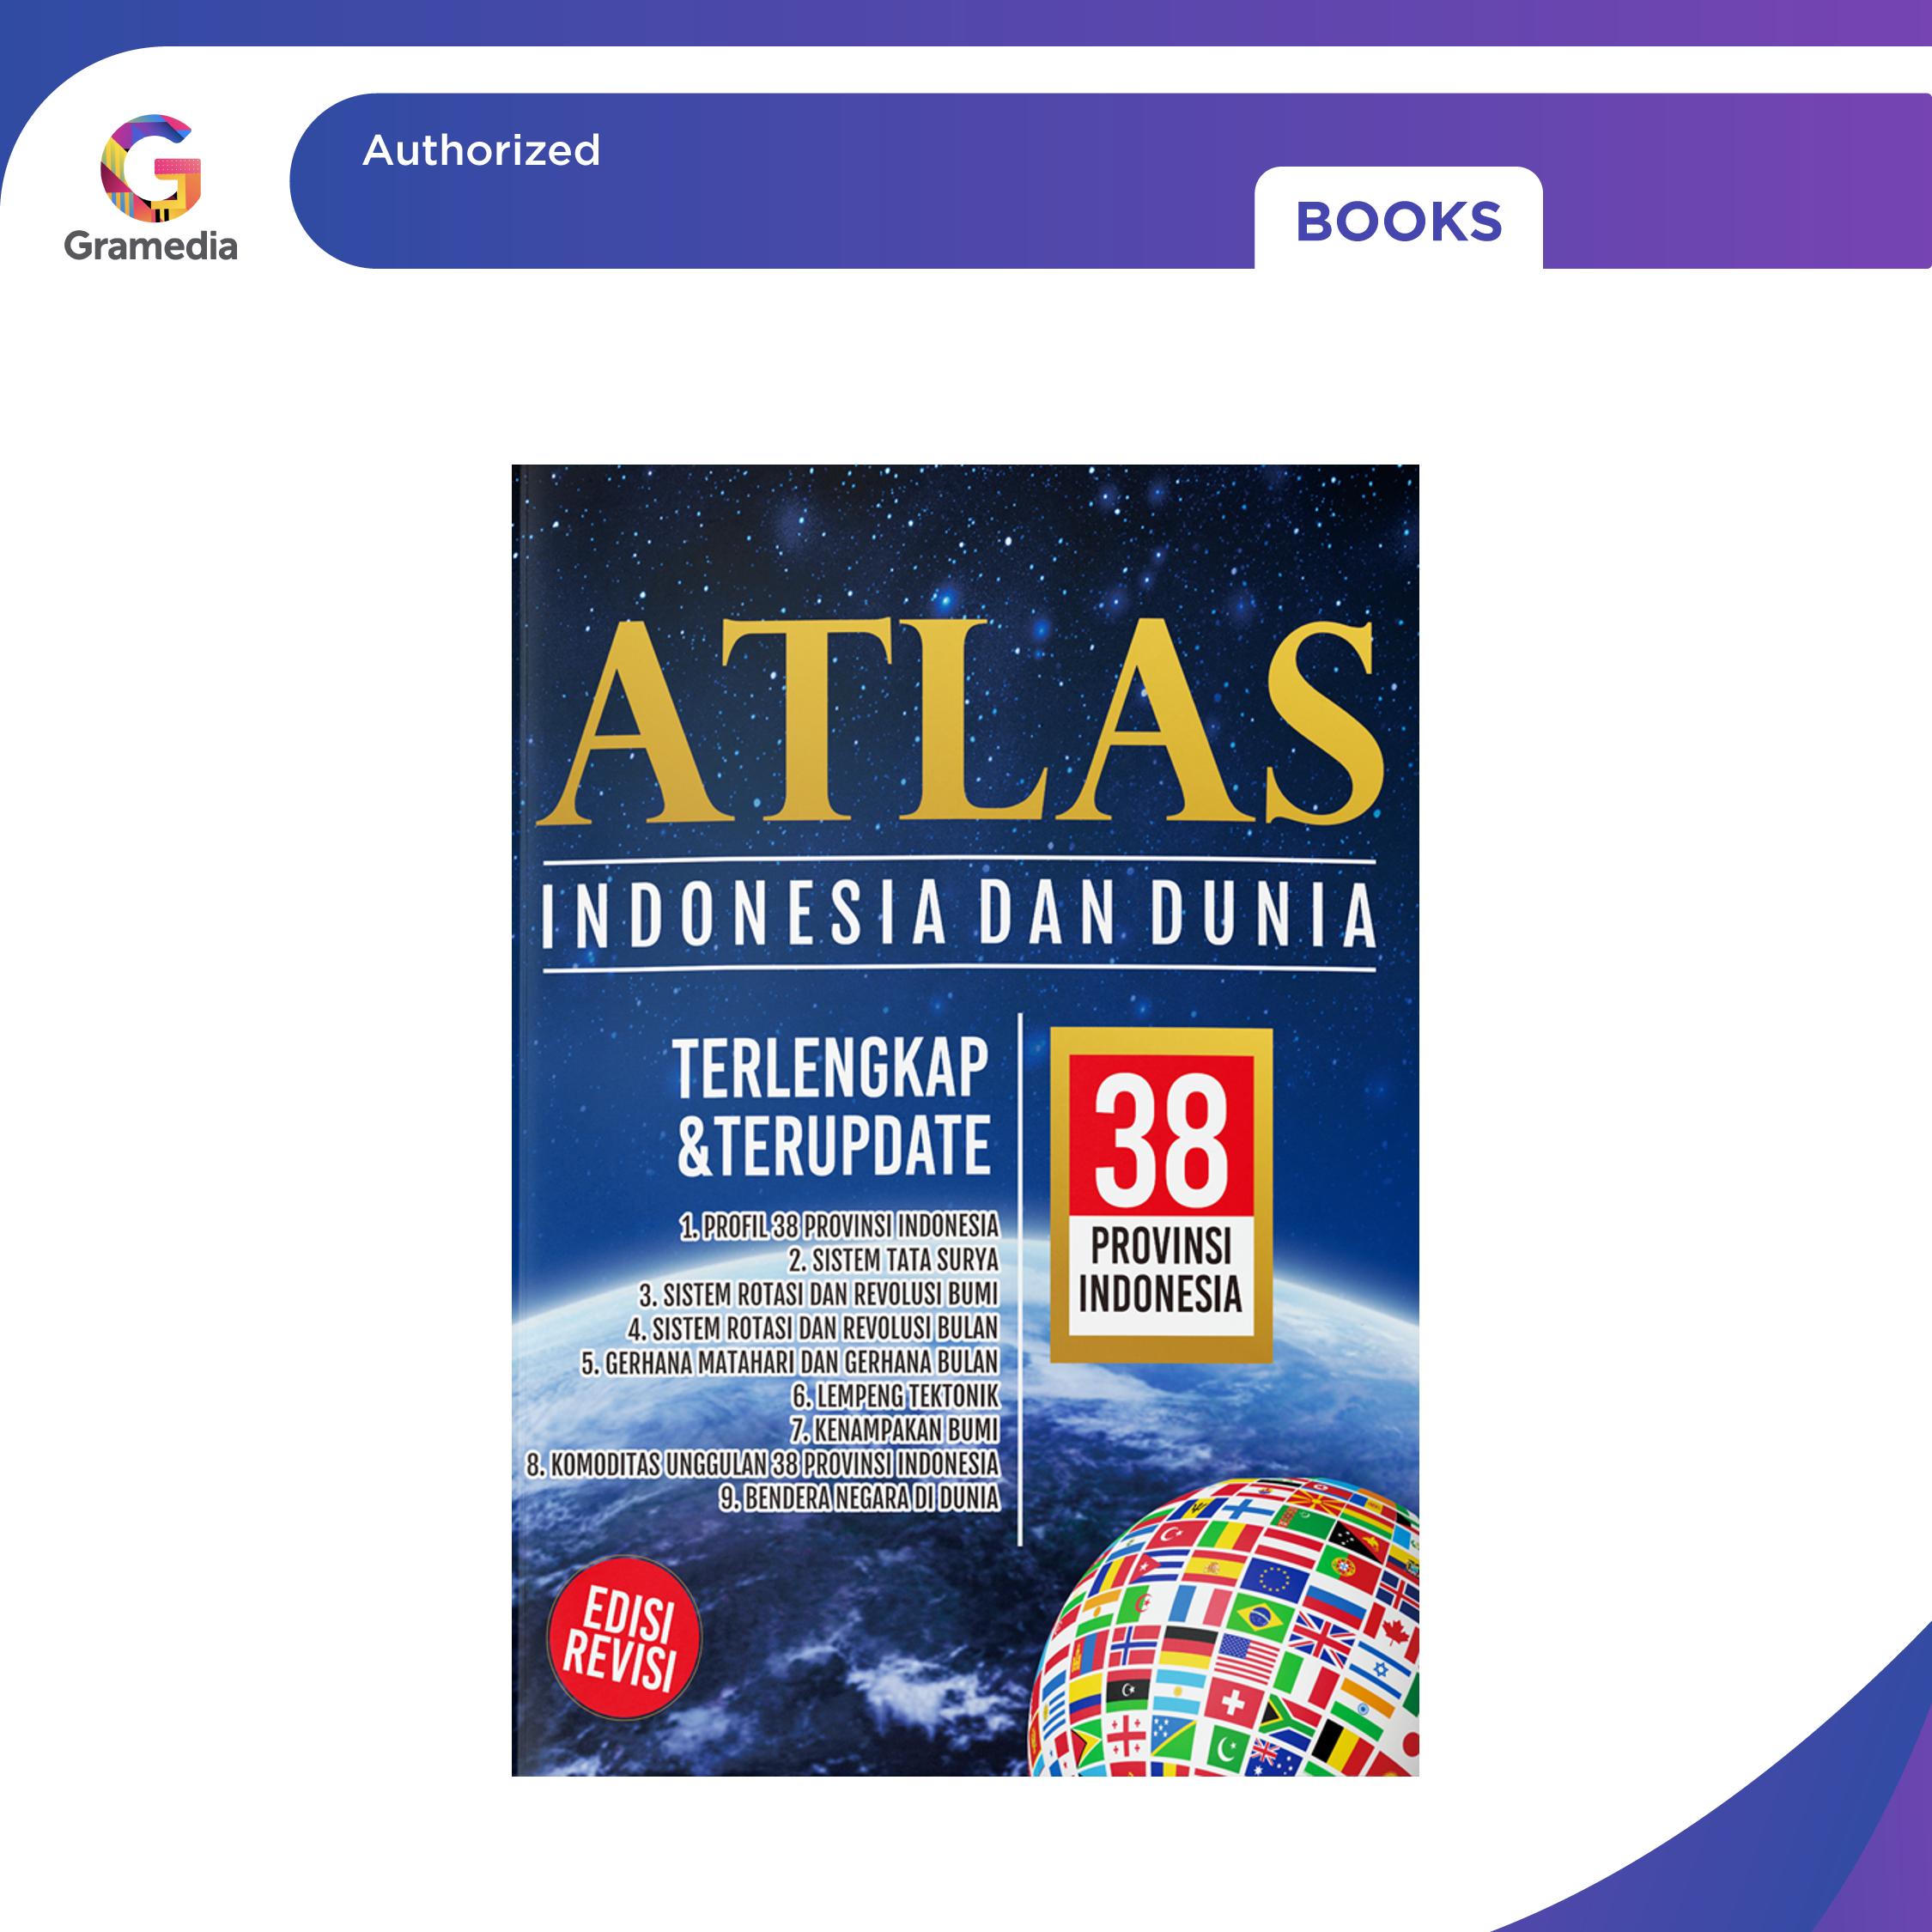 Gramedia
Authorized
BOOKS
ATLAS
INDONESIA DAN DUNIA
TERLENGKAP
&TERUPDATE
1. PROFIL 38 PROVINSI INDONESIA
2. SISTEM TATA SURYA
3. SISTEM ROTASI DAN REVOLUSI BUMI
4. SISTEM ROTASI DAN REVOLUSI BULAN
5. GERHANA MATAHARI DAN GERHANA BULAN
6. LEMPENG TEKTONIK
7. KENAMPAKAN BUMI
8. KOMODITAS UNGGULAN 38 PROVINSI INDONESIA
9. BENDERA NEGARA DI DUNIA
38
PROVINSI
INDONESIA
EDISI
REVISI